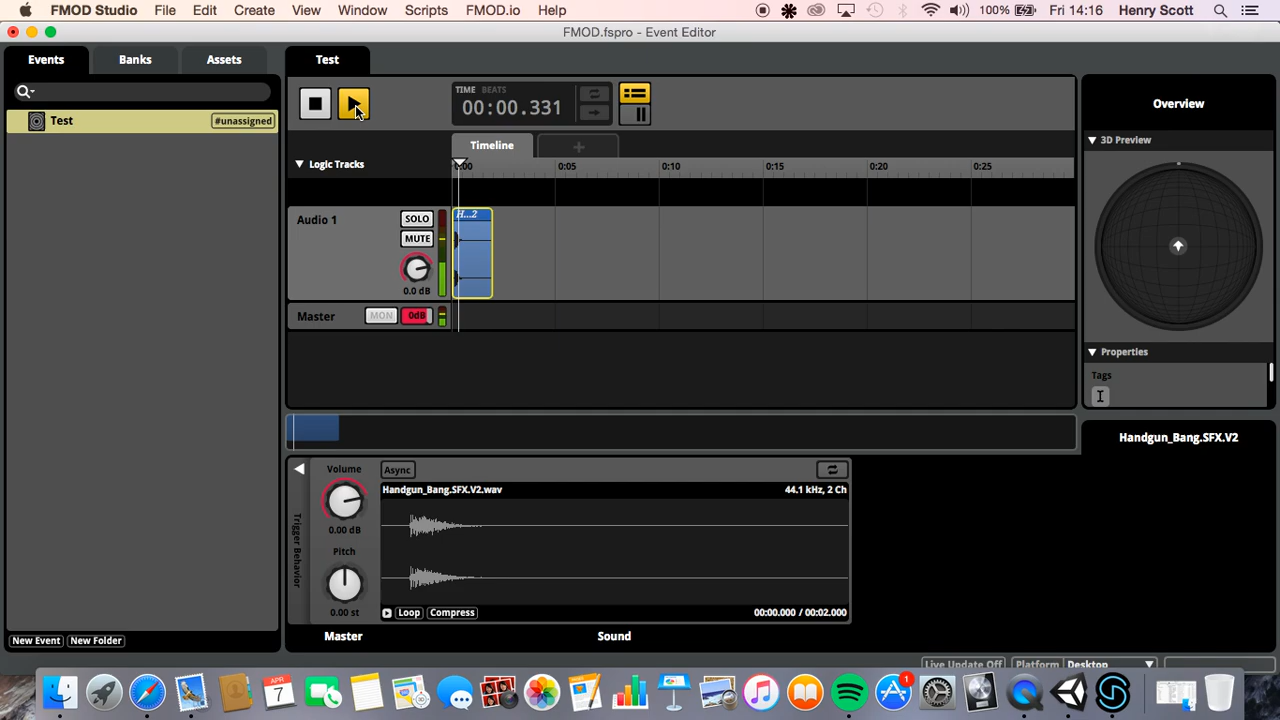 FMOD Studio File Edit Create View Window Scripts FMOD.io Help 100% Fri 14:16 Henry Scott
FMOD.fspro - Event Editor
Events Banks Assets Test
TIME BEATS
00:00.331
Overview
Test #unassigned
3D Preview
Timeline +
Logic Tracks 0:00 0:05 0:10 0:15 0:20 0:25
Audio 1 SOLO H...2
MUTE
0.0 dB
Master MON 0dB
Properties
Tags
Handgun_Bang.SFX.V2
Volume Async
Handgun_Bang.SFX.V2.wav 44.1 kHz, 2 Ch
Trigger Behavior
0.00 dB
Pitch
0.00 st Loop Compress 00:00.000 / 00:02.000
Master Sound
New Event New Folder
Live Update Off Platform Desktop
APR
7
1